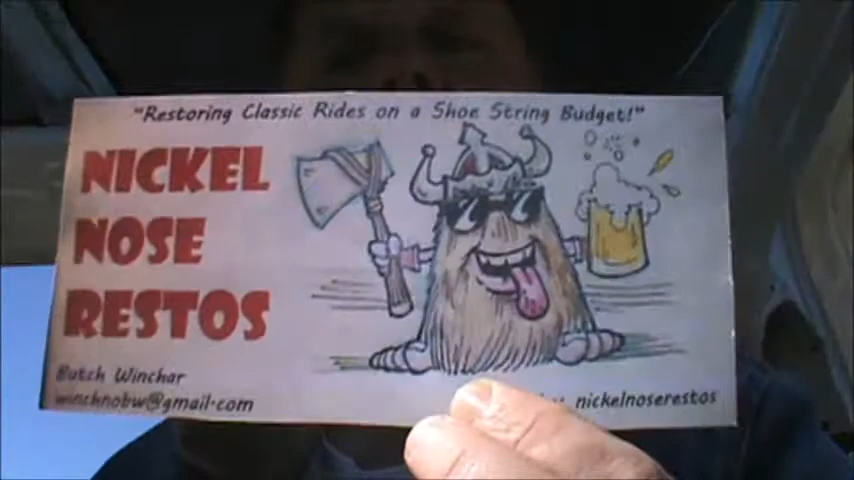 "Restoring Classic Rides on a Shoe String Budget!"
NICKEL
NOSE
RESTOS
Butch Winchar
winchnobw@gmail.com
nickelnoserestos